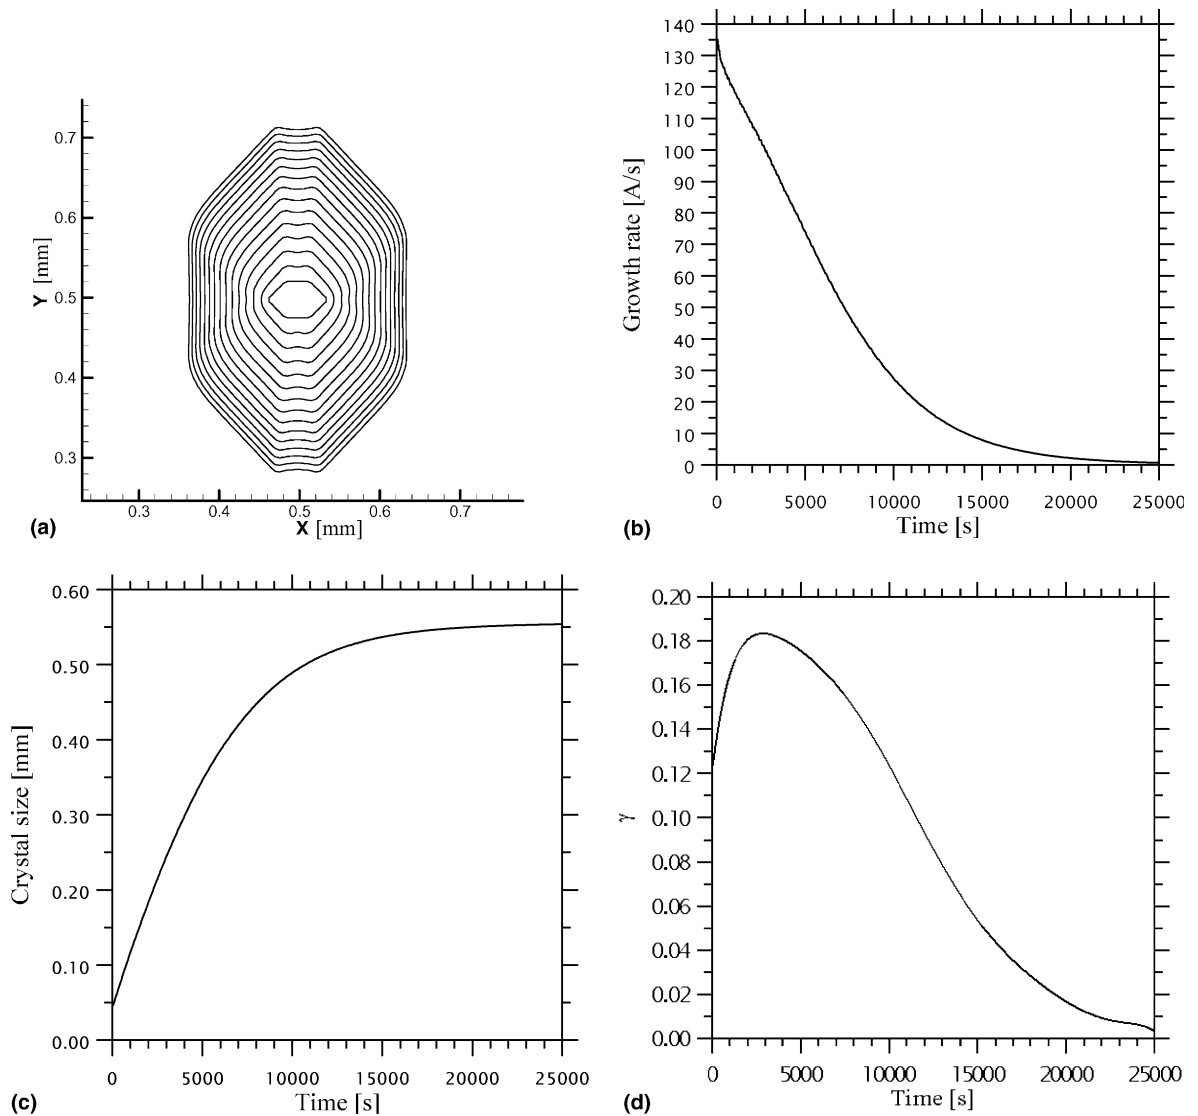 0.7
0.6
Y [mm]
0.5
0.4
0.3
0.3 0.4 0.5 0.6 0.7
X [mm]
(a)
140
130
120
110
100
90
80
70
60
50
40
30
20
10
0
Growth rate [A/s]
0 5000 10000 15000 20000 25000
Time [s]
(b)
0.60
0.50
0.40
0.30
0.20
0.10
0.00
Crystal size [mm]
0 5000 10000 15000 20000 25000
Time [s]
(c)
0.20
0.18
0.16
0.14
0.12
0.10
0.08
0.06
0.04
0.02
0.00
γ
0 5000 10000 15000 20000 25000
Time [s]
(d)